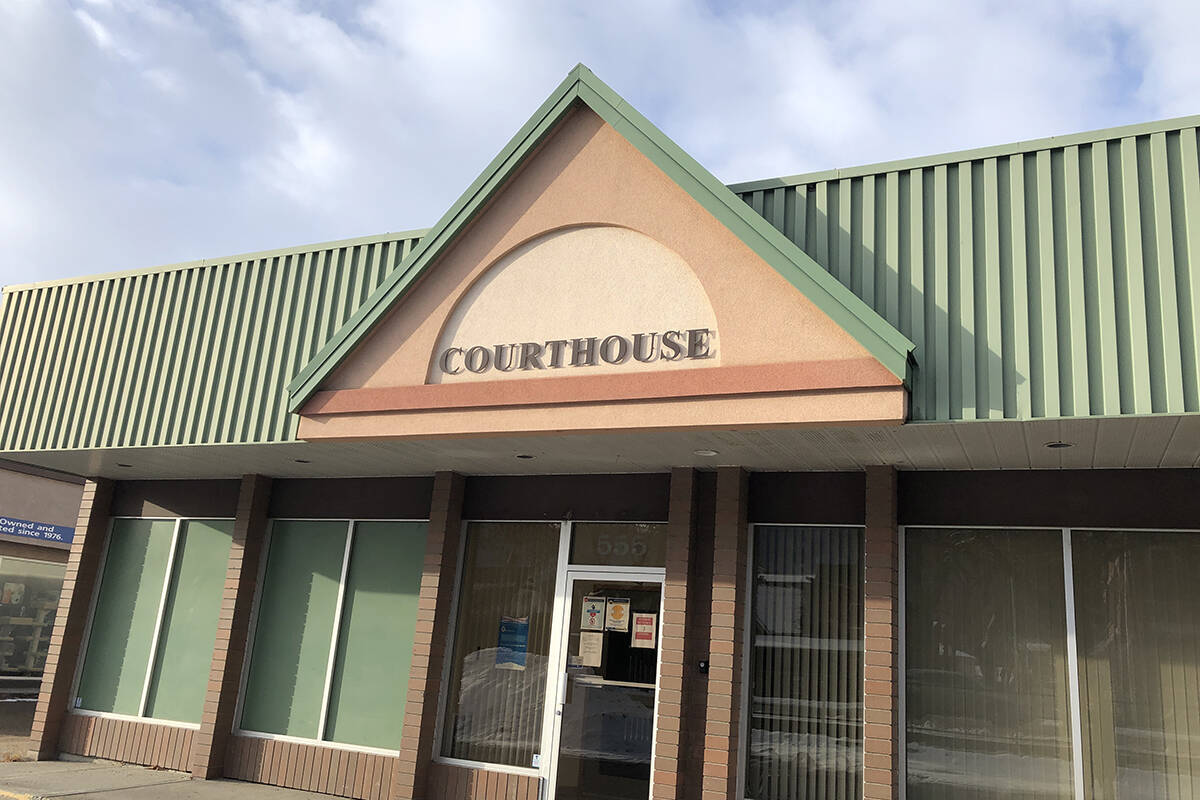 COURTHOUSE
Owned and
ted since 1976.
555